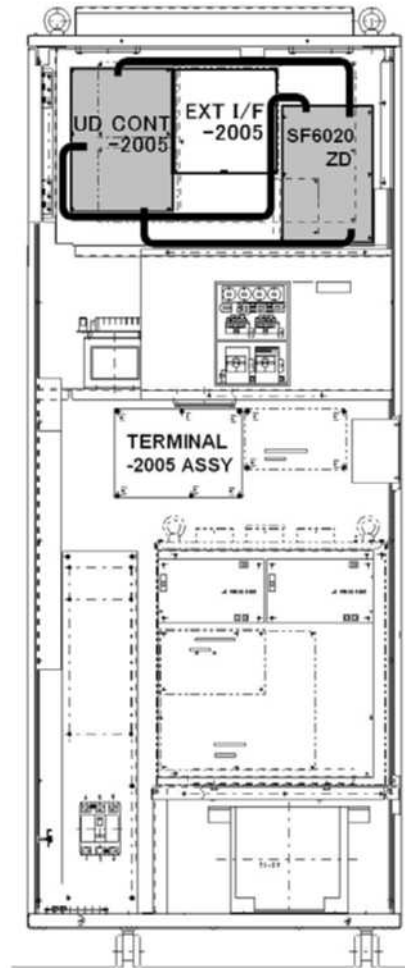 UD CONT
-2005
EXT I/F
-2005
SF6020
ZD
TERMINAL
-2005 ASSY